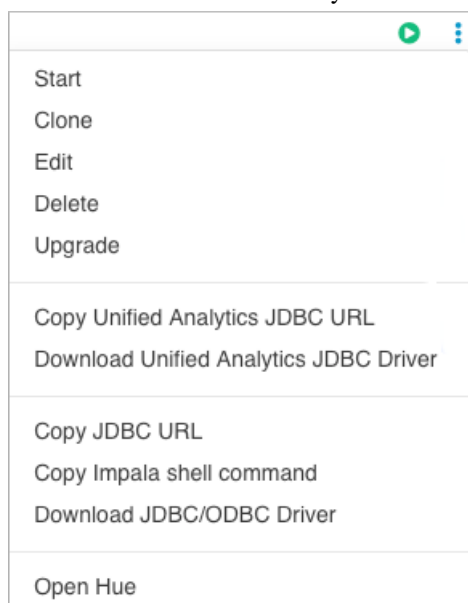 Start
Clone
Edit
Delete
Upgrade
Copy Unified Analytics JDBC URL
Download Unified Analytics JDBC Driver
Copy JDBC URL
Copy Impala shell command
Download JDBC/ODBC Driver
Open Hue